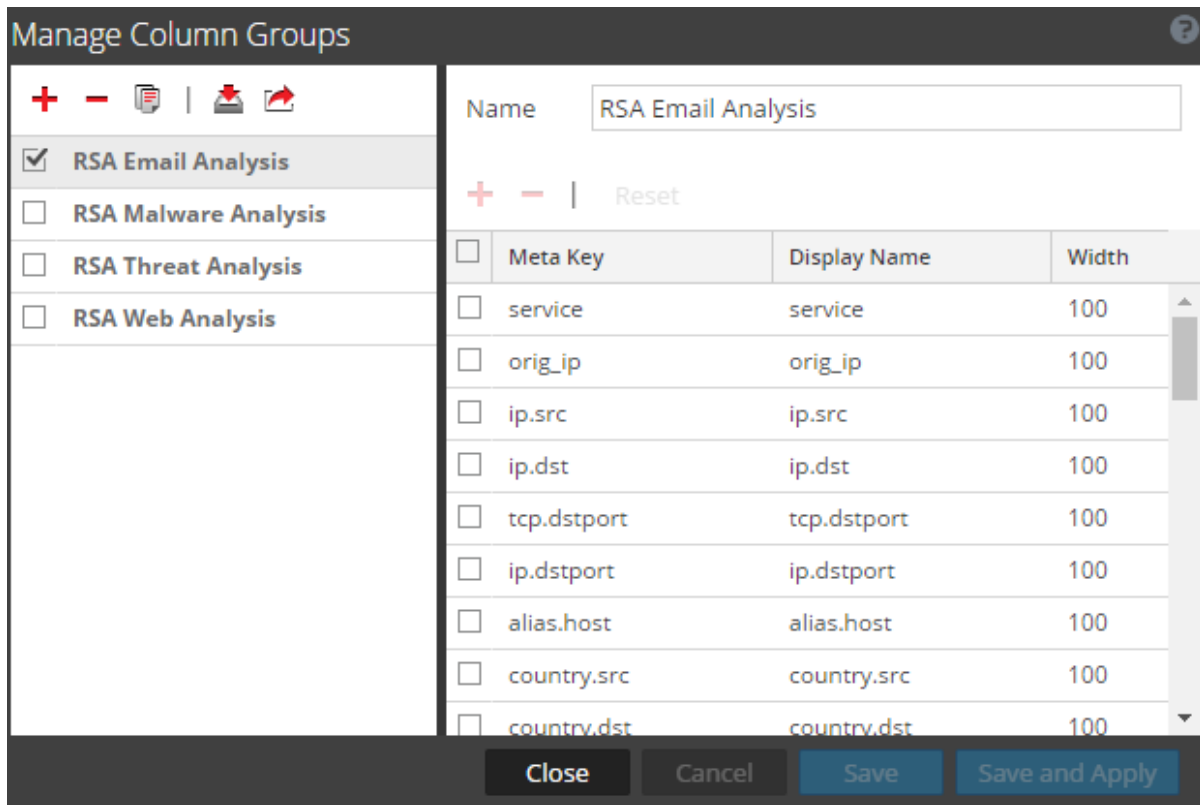 Manage Column Groups
RSA Email Analysis
RSA Malware Analysis
RSA Threat Analysis
RSA Web Analysis
Name RSA Email Analysis
Reset
Meta Key Display Name Width
service service 100
orig_ip orig_ip 100
ip.src ip.src 100
ip.dst ip.dst 100
tcp.dstport tcp.dstport 100
ip.dstport ip.dstport 100
alias.host alias.host 100
country.src country.src 100
country.dst country.dst 100
Close Cancel Save Save and Apply